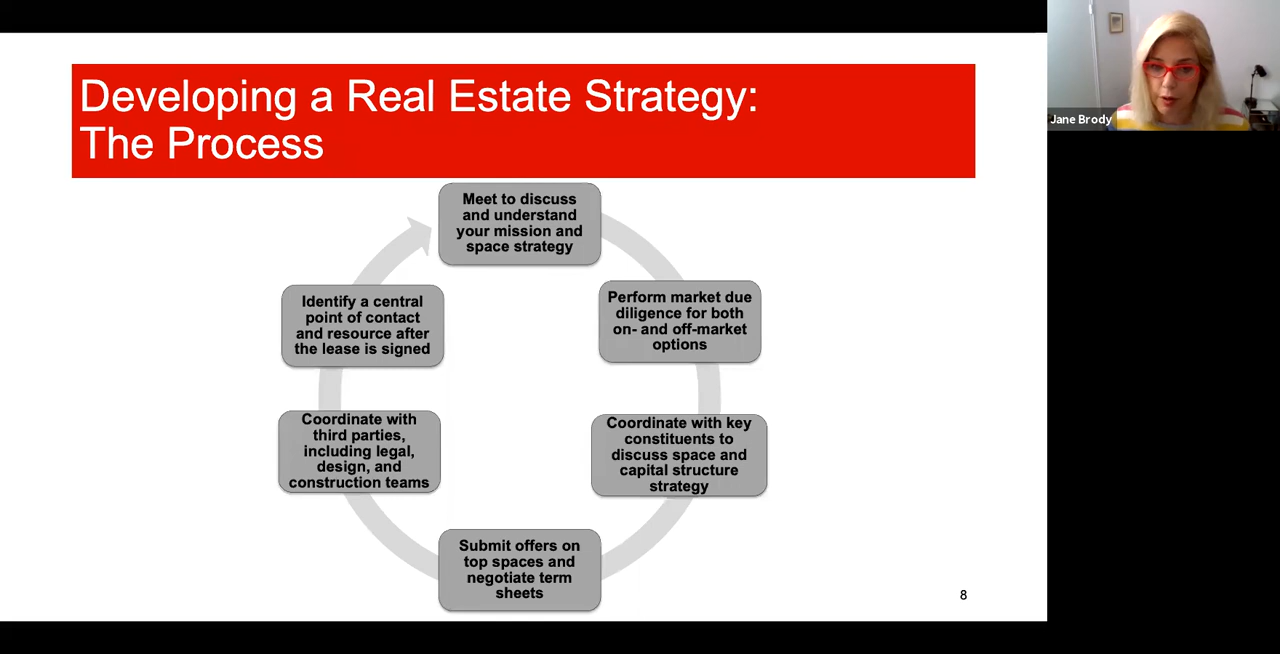 Developing a Real Estate Strategy:
The Process
Jane Brody
Meet to discuss
and understand
your mission and
space strategy
Perform market due
diligence for both
on- and off-market
options
Coordinate with key
constituents to
discuss space and
capital structure
strategy
Submit offers on
top spaces and
negotiate term
sheets
Coordinate with
third parties,
including legal,
design, and
construction teams
Identify a central
point of contact
and resource after
the lease is signed
8